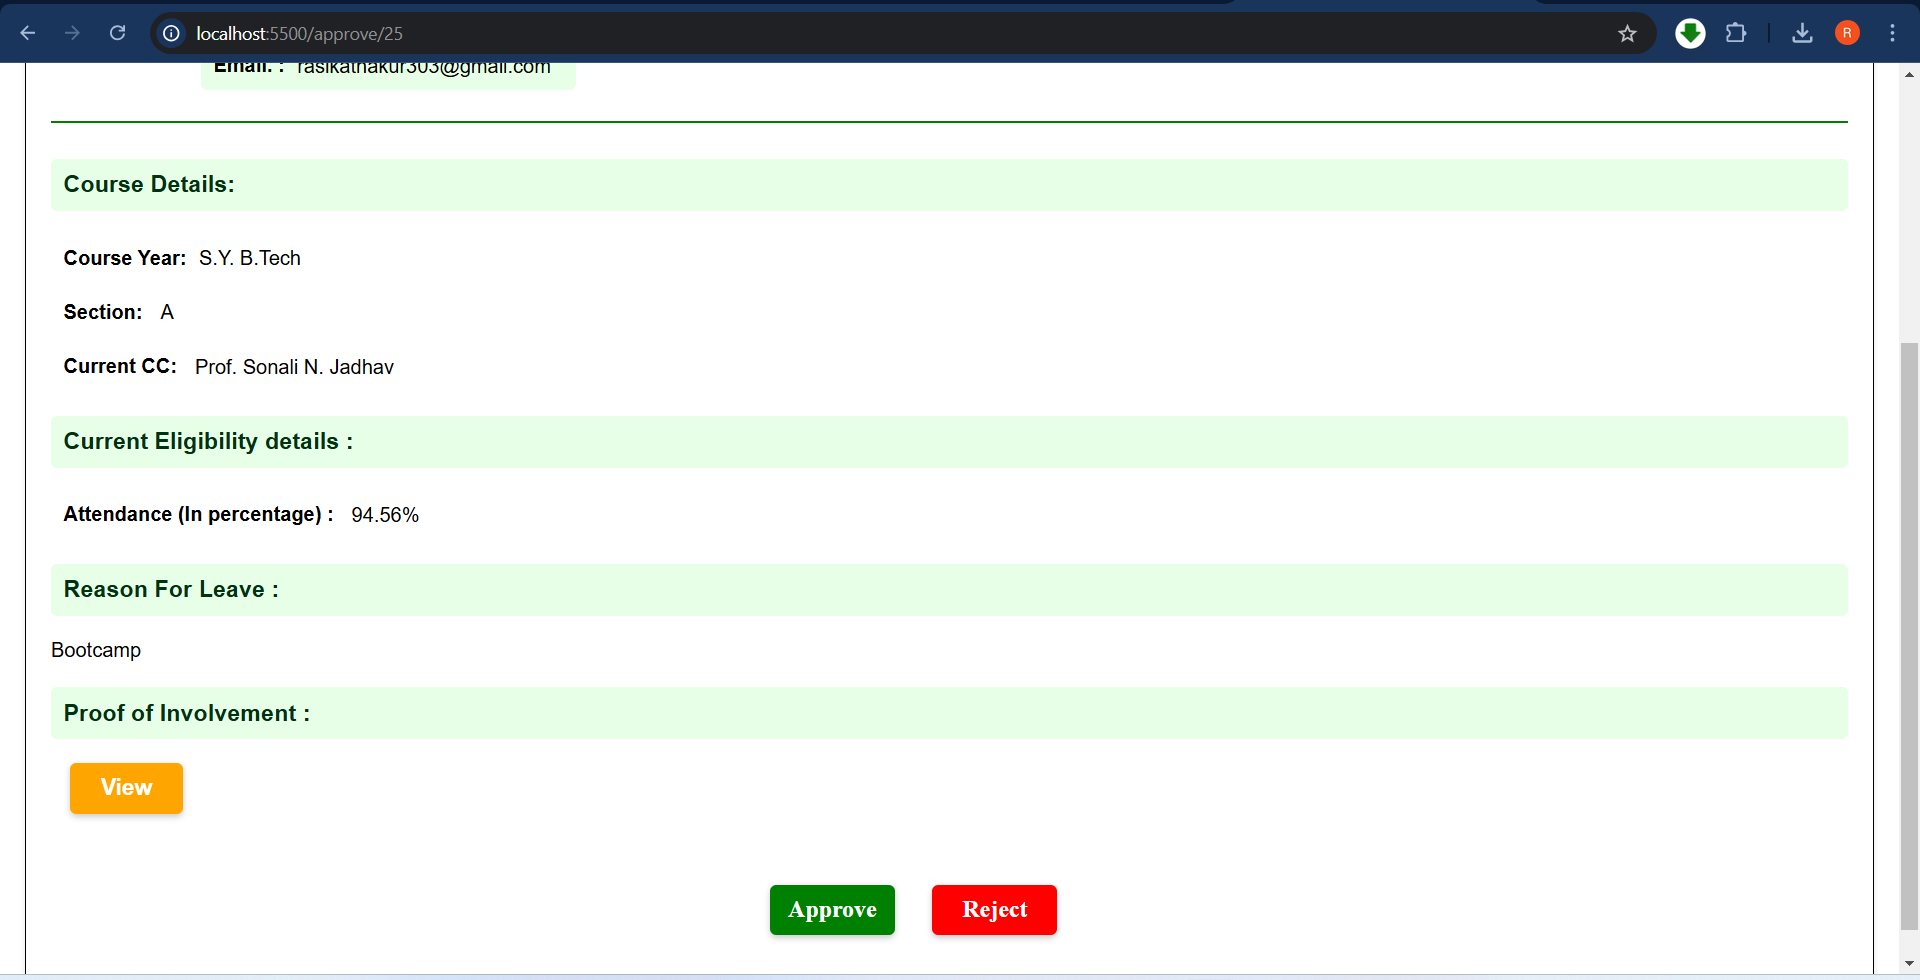 localhost:5500/approve/25
R
Email. : rasikathakur303@gmail.com
Course Details:
Course Year: S.Y. B.Tech
Section: A
Current CC: Prof. Sonali N. Jadhav
Current Eligibility details :
Attendance (In percentage) : 94.56%
Reason For Leave :
Bootcamp
Proof of Involvement :
View
Approve Reject